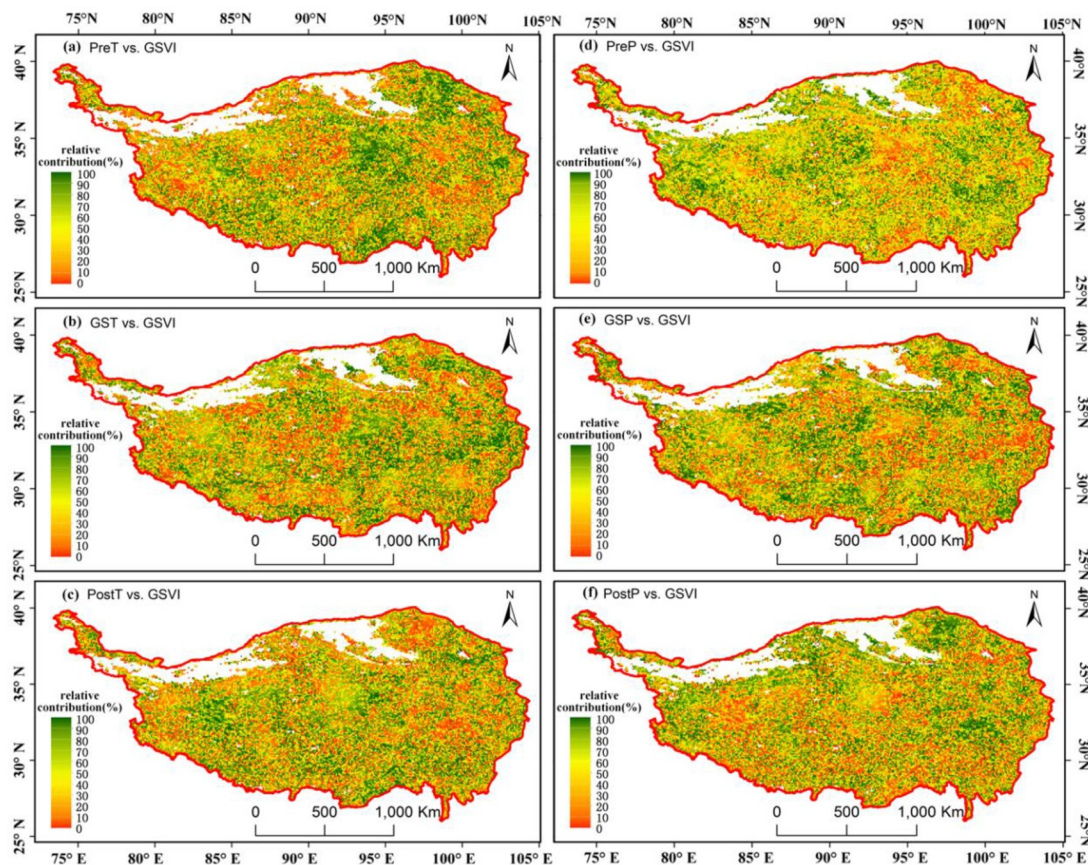 75°N 80°N 85°N 90°N 95°N 100°N 105°N 75°N 80°N 85°N 90°N 95°N 100°N 105°N
(a) PreT vs. GSVI
N
40° N
35° N
30° N
25° N
relative
contribution(%)
100
90
80
70
60
50
40
30
20
10
0
0 500 1,000 Km
(d) PreP vs. GSVI
N
40°N
35°N
30°N
25°N
relative
contribution(%)
100
90
80
70
60
50
40
30
20
10
0
0 500 1,000 Km
(b) GST vs. GSVI
N
40° N
35° N
30° N
25° N
relative
contribution(%)
100
90
80
70
60
50
40
30
20
10
0
0 500 1,000 Km
(e) GSP vs. GSVI
N
40°N
35°N
30°N
25°N
relative
contribution(%)
100
90
80
70
60
50
40
30
20
10
0
0 500 1,000 Km
(c) PostT vs. GSVI
N
40° N
35° N
30° N
25° N
relative
contribution(%)
100
90
80
70
60
50
40
30
20
10
0
0 500 1,000 Km
(f) PostP vs. GSVI
N
40°N
35°N
30°N
25°N
relative
contribution(%)
100
90
80
70
60
50
40
30
20
10
0
0 500 1,000 Km
75° E 80° E 85° E 90° E 95° E 100° E 105° E 75° E 80° E 85° E 90° E 95° E 100° E 105° E